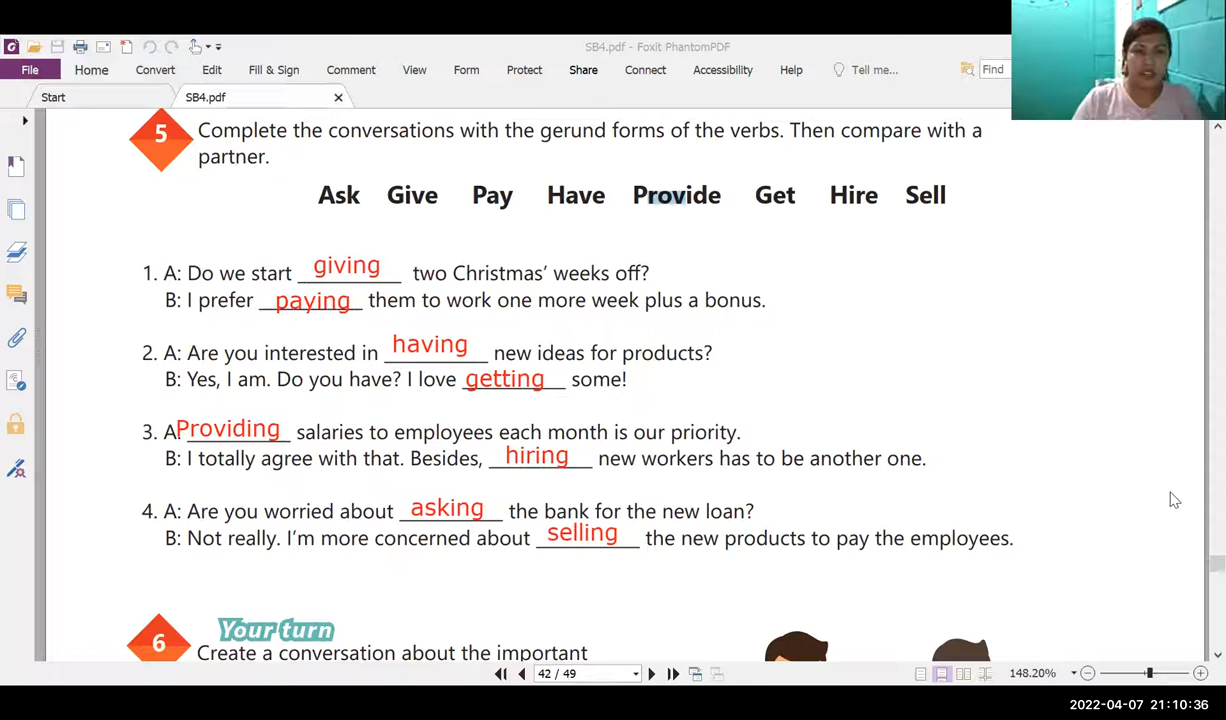 SB4.pdf - Foxit PhantomPDF
File Home Convert Edit Fill & Sign Comment View Form Protect Share Connect Accessibility Help Tell me... Find
Start SB4.pdf
5 Complete the conversations with the gerund forms of the verbs. Then compare with a
partner.
Ask Give Pay Have Provide Get Hire Sell
1. A: Do we start giving two Christmas’ weeks off?
B: I prefer paying them to work one more week plus a bonus.
2. A: Are you interested in having new ideas for products?
B: Yes, I am. Do you have? I love getting some!
3. A: Providing salaries to employees each month is our priority.
B: I totally agree with that. Besides, hiring new workers has to be another one.
4. A: Are you worried about asking the bank for the new loan?
B: Not really. I’m more concerned about selling the new products to pay the employees.
6 Your turn
Create a conversation about the important
42 / 49 148.20%
2022-04-07 21:10:36